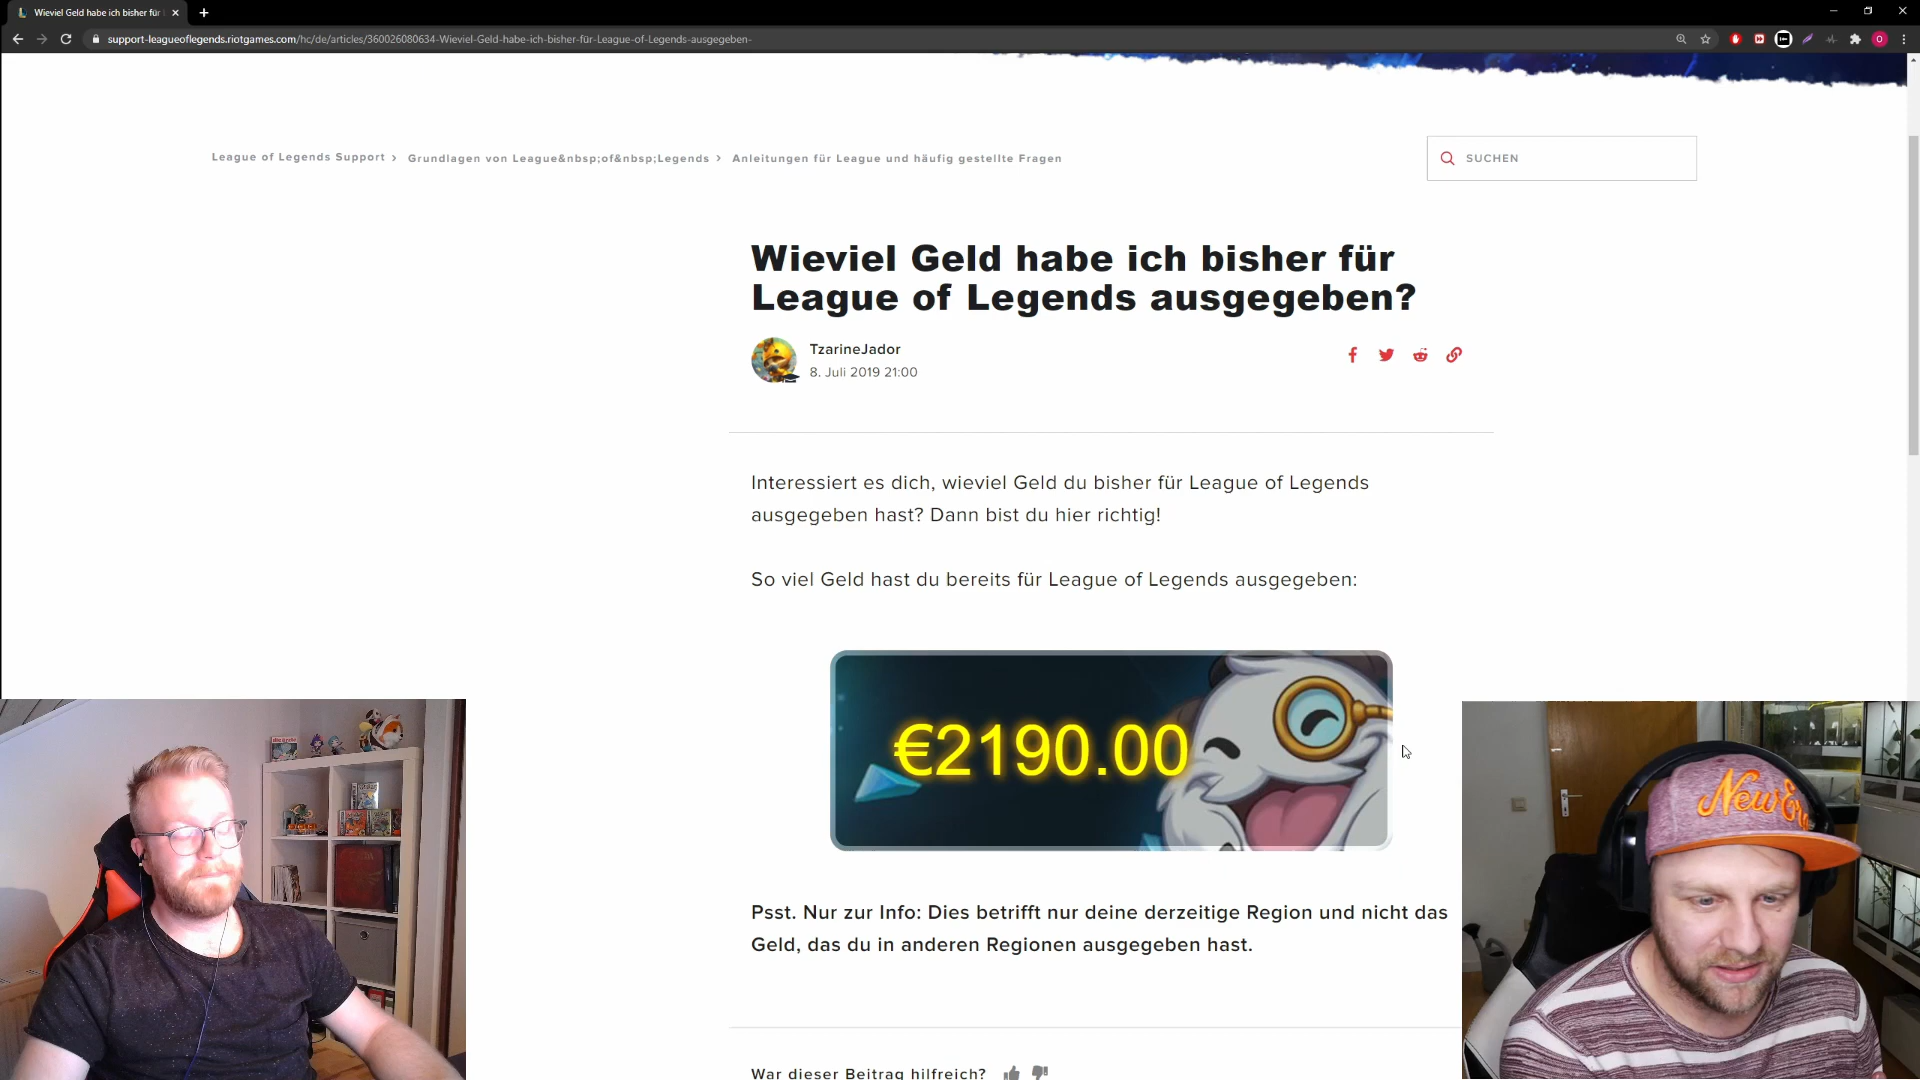 Wieviel Geld habe ich bisher für
support-leagueoflegends.riotgames.com/hc/de/articles/360026080634-Wieviel-Geld-habe-ich-bisher-für-League-of-Legends-ausgegeben-
O
League of Legends Support > Grundlagen von League&nbsp;of&nbsp;Legends > Anleitungen für League und häufig gestellte Fragen
SUCHEN
Wieviel Geld habe ich bisher für
League of Legends ausgegeben?
TzarineJador
8. Juli 2019 21:00
Interessiert es dich, wieviel Geld du bisher für League of Legends
ausgegeben hast? Dann bist du hier richtig!
So viel Geld hast du bereits für League of Legends ausgegeben:
€2190.00
Psst. Nur zur Info: Dies betrifft nur deine derzeitige Region und nicht das
Geld, das du in anderen Regionen ausgegeben hast.
War dieser Beitrag hilfreich?